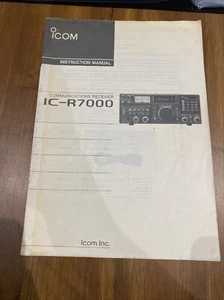 ICOM
INSTRUCTION MANUAL
COMMUNICATIONS RECEIVER
IC-R7000
Icom Inc.